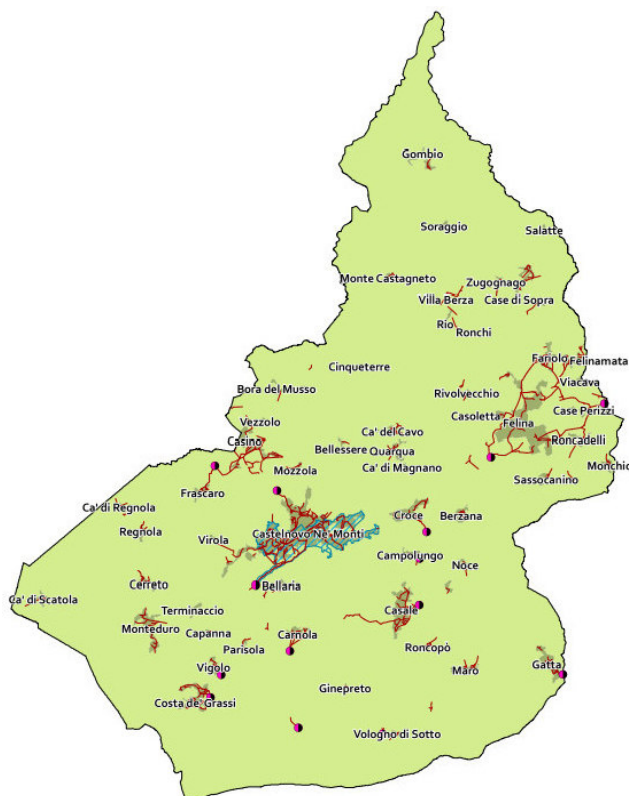 Gombio
Soraggio
Salatte
Monte Castagneto
Zugognago
Villa Berza
Case di Sopra
Rio
Ronchi
Fariolo
Felinamata
Cinqueterre
Viacava
Bora del Musso
Rivolvecchio
Casoletta
Case Perizzi
Vezzolo
Felina
Ca' del Cavo
Casino
Roncadelli
Bellessere
Quarqua
Mozzola
Ca' di Magnano
Monchio
Sassocanino
Frascaro
Ca' di Regnola
Croce
Berzana
Regnola
Castelnovo Ne' Monti
Virola
Campolungo
Noce
Cerreto
Bellaria
Ca' di Scatola
Terminaccio
Casale
Monteduro
Capanna
Carnola
Parisola
Roncopò
Vigolo
Maro
Gatta
Ginepreto
Costa de' Grassi
Vologno di Sotto